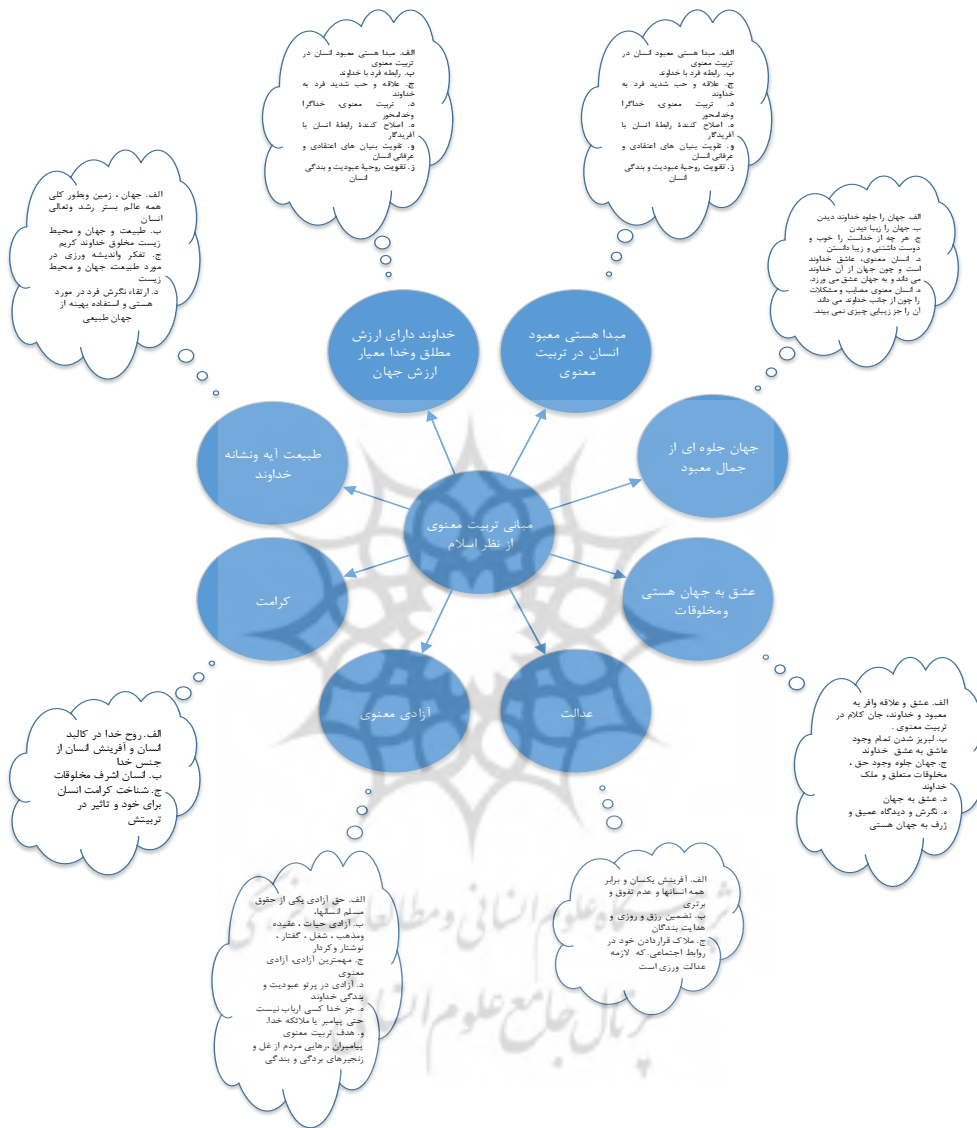 الف. مبدا هستی معبود انسان در
تربیت معنوی
ب. رابطه فرد با خداوند
ج. علاقه و حب شدید فرد به
خداوند
د. تربیت معنوی، خداگرا
وخدامحور
ه. اصلاح کنندۀ رابطۀ انسان با
آفریدگار
و. تقویت بنیان های اعتقادی و
عرفانی انسان
ز. تقویت روحیۀ عبودیت و بندگی
انسان
الف. مبدا هستی معبود انسان در
تربیت معنوی
ب. رابطه فرد با خداوند
ج. علاقه و حب شدید فرد به
خداوند
د. تربیت معنوی، خداگرا
وخدامحور
ه. اصلاح کنندۀ رابطۀ انسان با
آفریدگار
و. تقویت بنیان های اعتقادی و
عرفانی انسان
ز. تقویت روحیۀ عبودیت و بندگی
انسان
الف. جهان را جلوه خداوند دیدن
ب. جهان را زیبا دیدن
ج. هر چه از خداست را خوب و
دوست داشتنی و زیبا دانستن
د. انسان معنوی، عاشق خداوند
است و چون جهان از آن خداوند
می داند و به جهان عشق می ورزد.
ه. انسان معنوی مصایب و مشکلات
را چون از جانب خداوند می داند
آن را جز زیبایی چیزی نمی بیند.
الف. جهان ، زمین وبطور کلی
همه عالم بستر رشد وتعالی
انسان
ب. طبیعت و جهان و محیط
زیست مخلوق خداوند کریم
ج. تفکر واندیشه ورزی در
مورد طبیعت، جهان و محیط
زیست
د. ارتقاء نگرش فرد در مورد
هستی و استفاده بهینه از
جهان طبیعی
مبدا هستی معبود
انسان در تربیت
معنوی
خداوند دارای ارزش
مطلق وخدا معیار
ارزش جهان
جهان جلوه ای از
جمال معبود
طبیعت آیه ونشانه
خداوند
مبانی تربیت معنوی
از نظر اسلام
عشق به جهان هستی
ومخلوقات
کرامت
عدالت
آزادی معنوی
الف. عشق و علاقه وافر به
معبود و خداوند، جان کلام در
تربیت معنوی .
ب. لبریز شدن تمام وجود
عاشق به عشق خداوند
ج. جهان جلوه وجود حق ،
مخلوقات متعلق و ملک
خداوند
د. عشق به جهان
ه. نگرش و دیدگاه عمیق و
ژرف به جهان هستی
الف. روح خدا در کالبد
انسان و آفرینش انسان از
جنس خدا
ب. انسان اشرف مخلوقات
ج. شناخت کرامت انسان
برای خود و تاثیر در
تربیتش
الف. آفرینش یکسان و برابر
همه انسانها و عدم تفوق و
برتری
ب. تضمین رزق و روزی و
هدایت بندگان
ج. ملاک قراردادن خود در
روابط اجتماعی. که لازمه
عدالت ورزی است
الف. حق آزادی یکی از حقوق
مسلم انسانها.
ب. آزادی حیات ، عقیده
ومذهب ، شغل ، گفتار ،
نوشتار وکردار
ج. مهمترین آزادی، آزادی
معنوی
د. آزادی در پرتو عبودیت و
بندگی خداوند
ه. جز خدا کسی ارباب نیست
حتی پیامبر یا ملائکه خدا.
و. هدف تربیت معنوی
پیامبران ،رهایی مردم از غل و
زنجیرهای بردگی و بندگی
پژوهشگاه علوم انسانی و مطالعات فرهنگی
پرتال جامع علوم انسانی